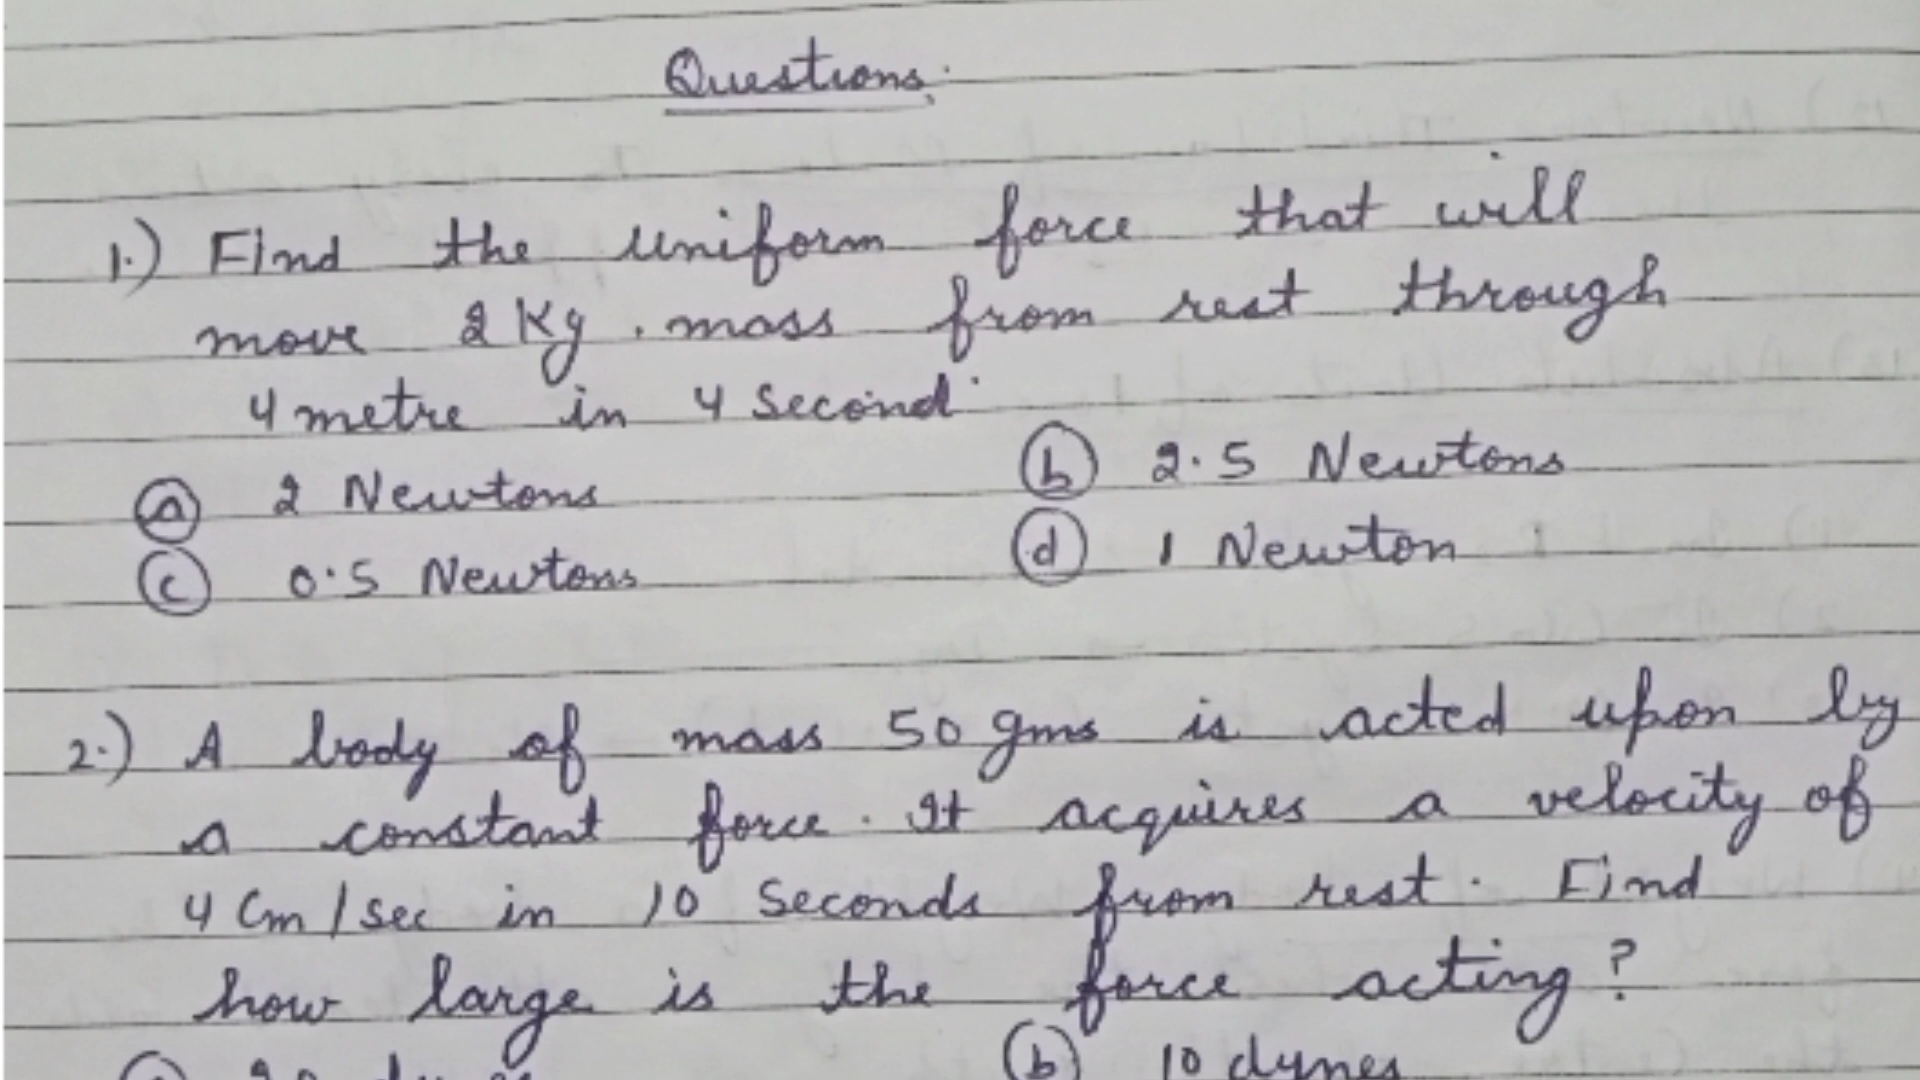 Questions.
1.) Find the uniform force that will
move 2 Kg. mass from rest through
4 metre in 4 Second.
(a) 2 Newtons (b) 2.5 Newtons
(c) 0.5 Newtons (d) 1 Newton
2.) A body of mass 50 gms is acted upon by
a constant force. It acquires a velocity of
4 Cm/sec in 10 Seconds from rest. Find
how large is the force acting?
(b) 10 dynes